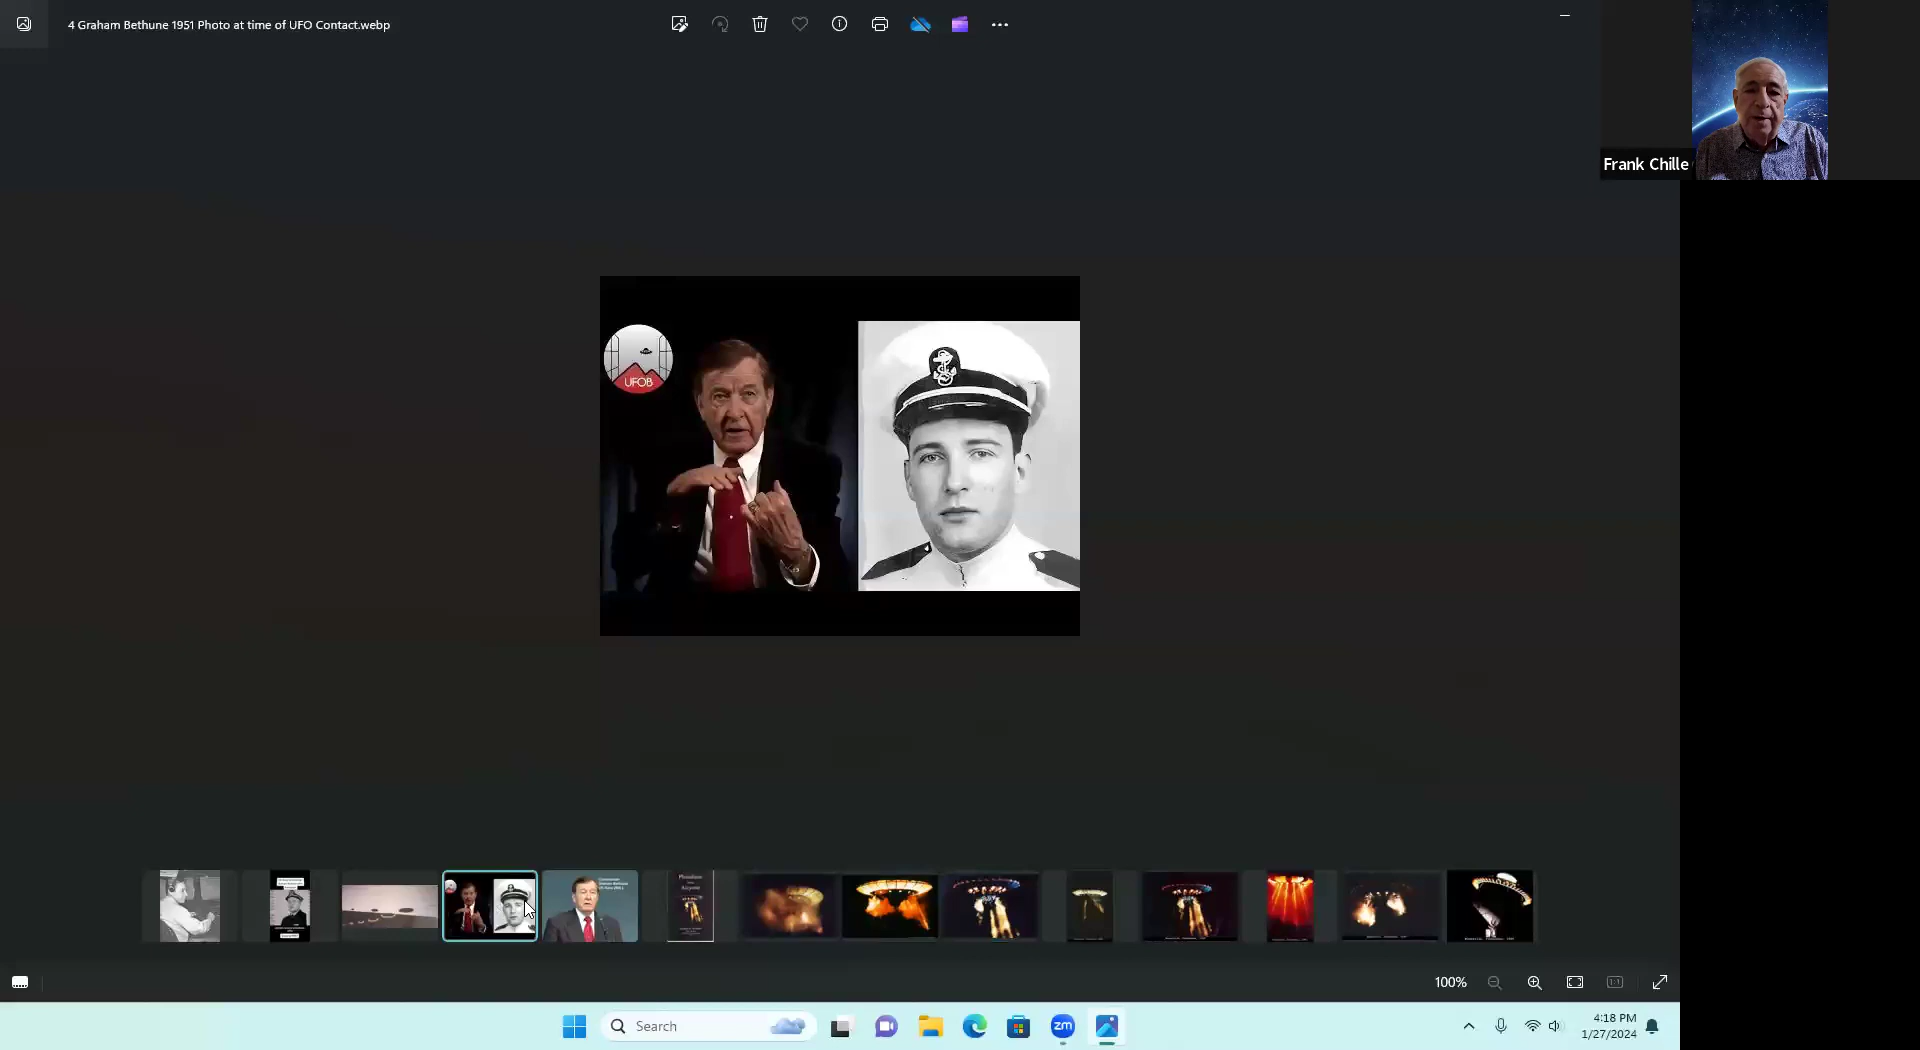 4 Graham Bethune 1951 Photo at time of UFO Contact.webp
Frank Chille
UFOB
100%
Search
zm
4:18 PM
1/27/2024